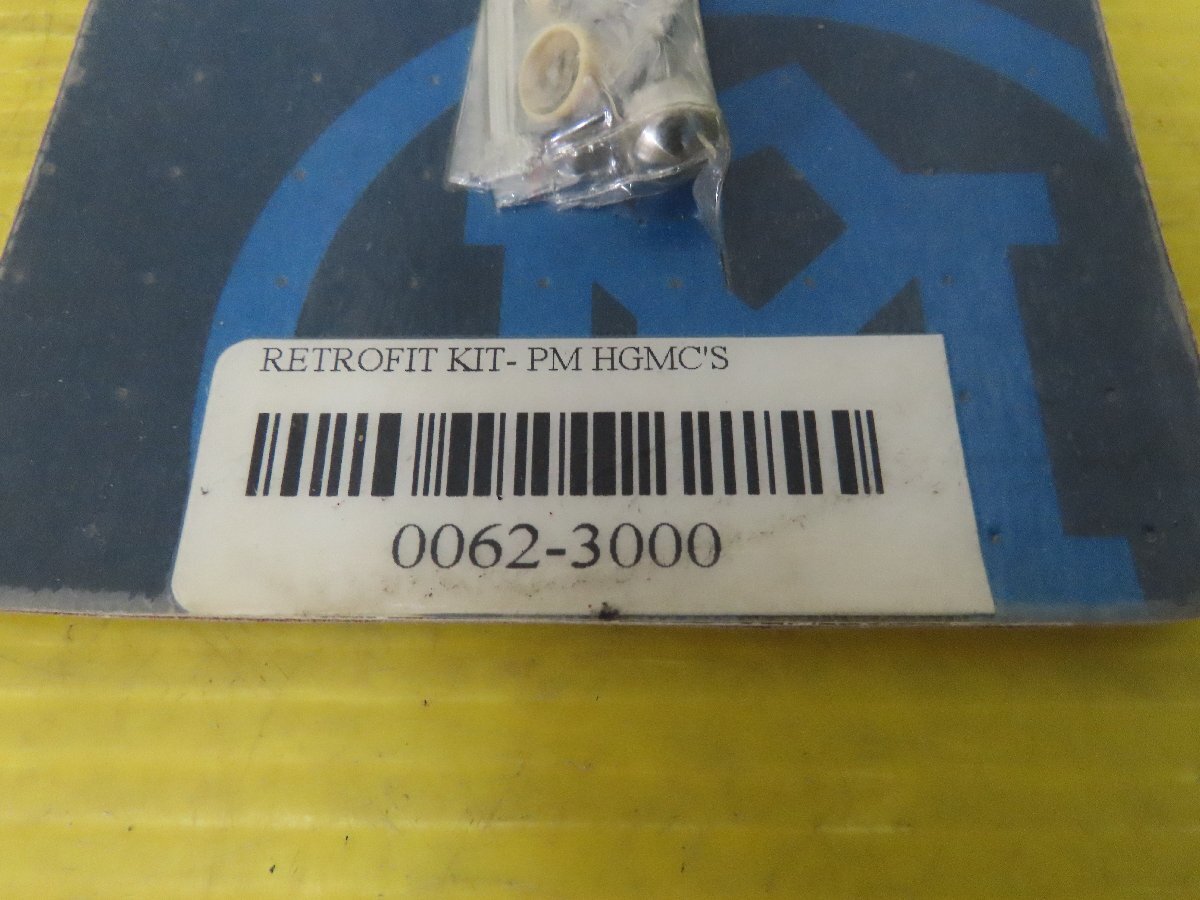 RETROFIT KIT- PM HGMC'S
0062-3000